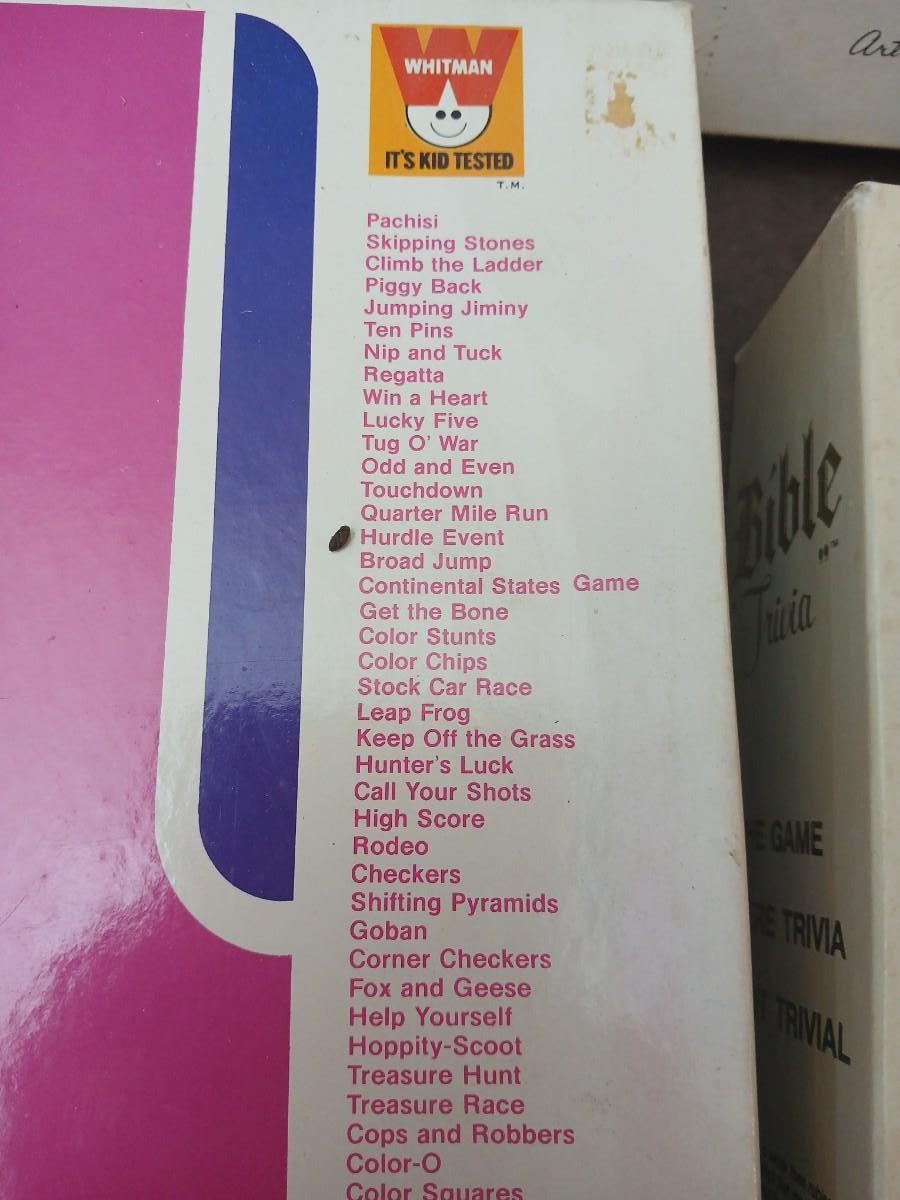 WHITMAN
IT'S KID TESTED
T.M.
Pachisi
Skipping Stones
Climb the Ladder
Piggy Back
Jumping Jiminy
Ten Pins
Nip and Tuck
Regatta
Win a Heart
Lucky Five
Tug O' War
Odd and Even
Touchdown
Quarter Mile Run
Hurdle Event
Broad Jump
Continental States Game
Get the Bone
Color Stunts
Color Chips
Stock Car Race
Leap Frog
Keep Off the Grass
Hunter's Luck
Call Your Shots
High Score
Rodeo
Checkers
Shifting Pyramids
Goban
Corner Checkers
Fox and Geese
Help Yourself
Hoppity-Scoot
Treasure Hunt
Treasure Race
Cops and Robbers
Color-O
Color Squares
Bible
Trivia
GAME
TRIVIA
TRIVIAL